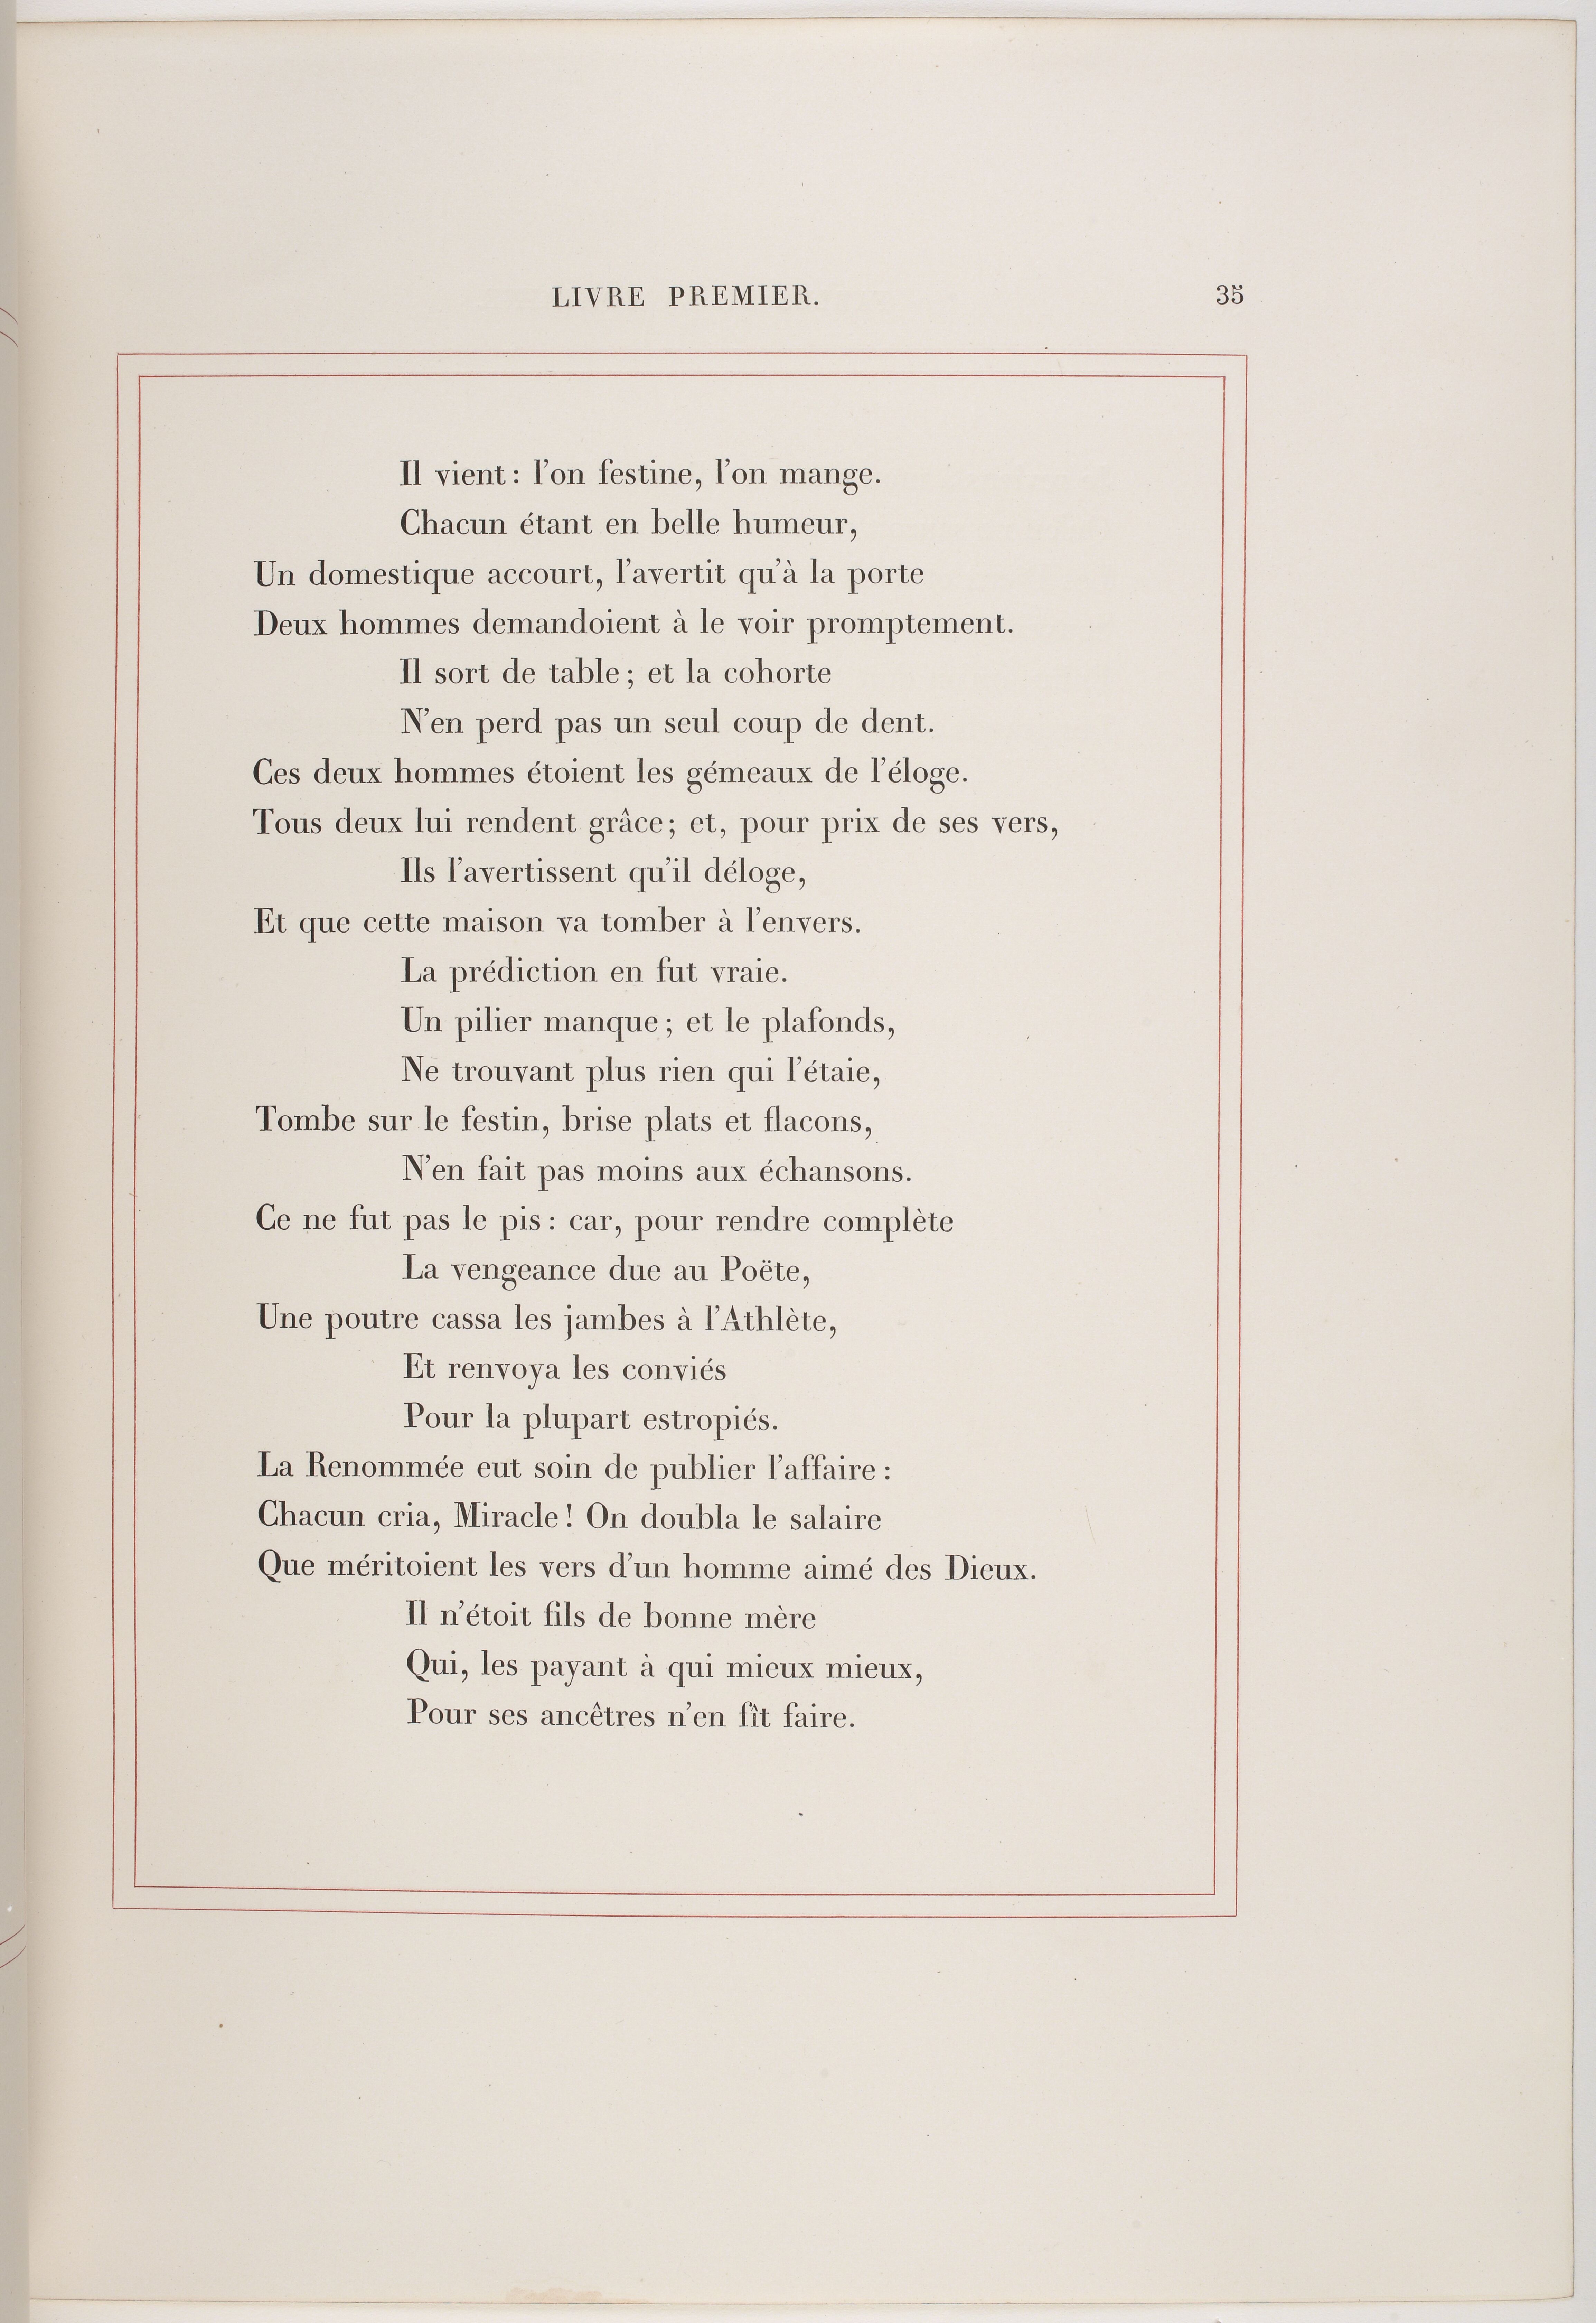 LIVRE PREMIER. 35
Il vient : l'on festine, l'on mange.
Chacun étant en belle humeur,
Un domestique accourt, l'avertit qu'à la porte
Deux hommes demandoient à le voir promptement.
Il sort de table ; et la cohorte
N'en perd pas un seul coup de dent.
Ces deux hommes étoient les gémeaux de l'éloge.
Tous deux lui rendent grâce ; et, pour prix de ses vers,
Ils l'avertissent qu'il déloge,
Et que cette maison va tomber à l'envers.
La prédiction en fut vraie.
Un pilier manque ; et le plafonds,
Ne trouvant plus rien qui l'étaie,
Tombe sur le festin, brise plats et flacons,
N'en fait pas moins aux échansons.
Ce ne fut pas le pis : car, pour rendre complète
La vengeance due au Poëte,
Une poutre cassa les jambes à l'Athlète,
Et renvoya les conviés
Pour la plupart estropiés.
La Renommée eut soin de publier l'affaire :
Chacun cria, Miracle ! On doubla le salaire
Que méritoient les vers d'un homme aimé des Dieux.
Il n'étoit fils de bonne mère
Qui, les payant à qui mieux mieux,
Pour ses ancêtres n'en fît faire.